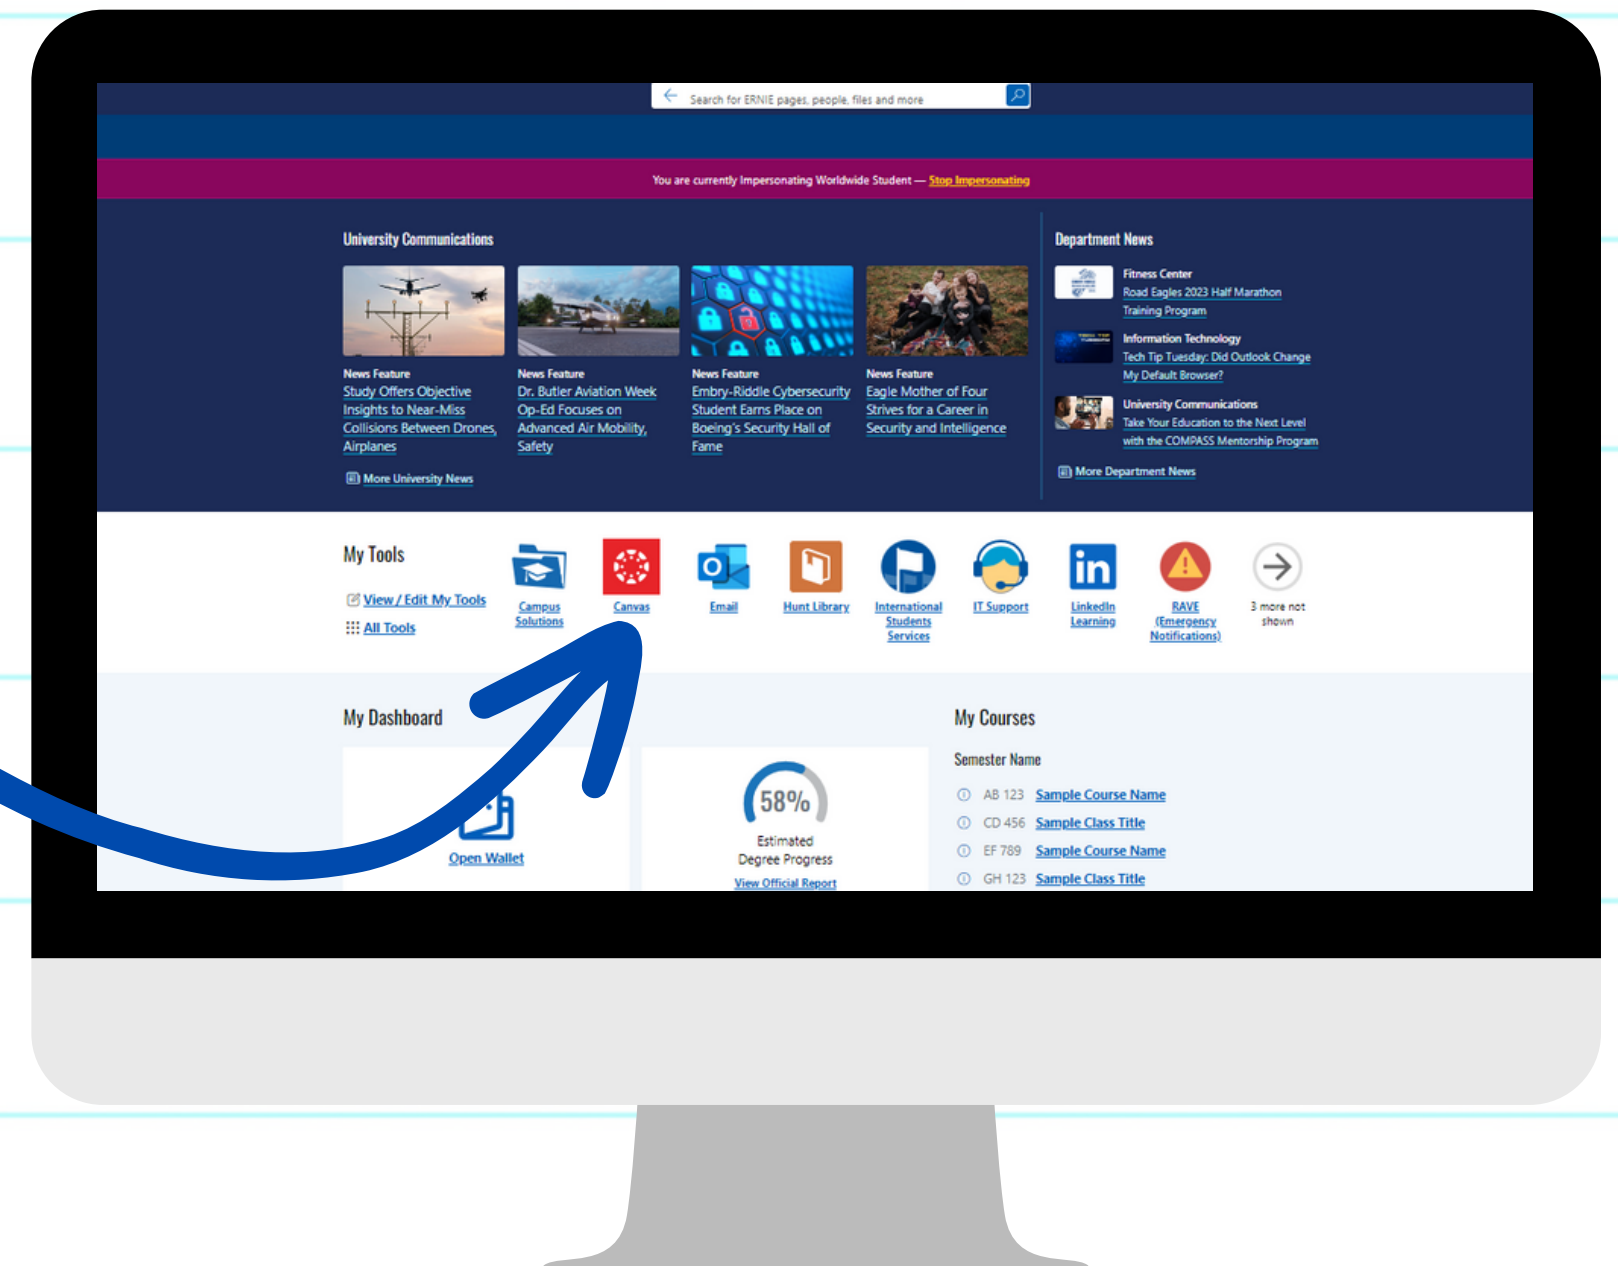 Search for ERNIE pages, people, files and more
You are currently Impersonating Worldwide Student — Stop Impersonating
University Communications
News Feature
Study Offers Objective
Insights to Near-Miss
Collisions Between Drones,
Airplanes
News Feature
Dr. Butler Aviation Week
Op-Ed Focuses on
Advanced Air Mobility,
Safety
News Feature
Embry-Riddle Cybersecurity
Student Earns Place on
Boeing's Security Hall of
Fame
News Feature
Eagle Mother of Four
Strives for a Career in
Security and Intelligence
More University News
Department News
Fitness Center
Road Eagles 2023 Half Marathon
Training Program
Information Technology
Tech Tip Tuesday: Did Outlook Change
My Default Browser?
University Communications
Take Your Education to the Next Level
with the COMPASS Mentorship Program
More Department News
My Tools
View / Edit My Tools
All Tools
Campus
Solutions
Canvas
O
Email
Hunt Library
International
Students
Services
IT Support
in
LinkedIn
Learning
RAVE
(Emergency
Notifications)
3 more not
shown
My Dashboard
Open Wallet
58%
Estimated
Degree Progress
View Official Report
My Courses
Semester Name
AB 123 Sample Course Name
CD 456 Sample Class Title
EF 789 Sample Course Name
GH 123 Sample Class Title